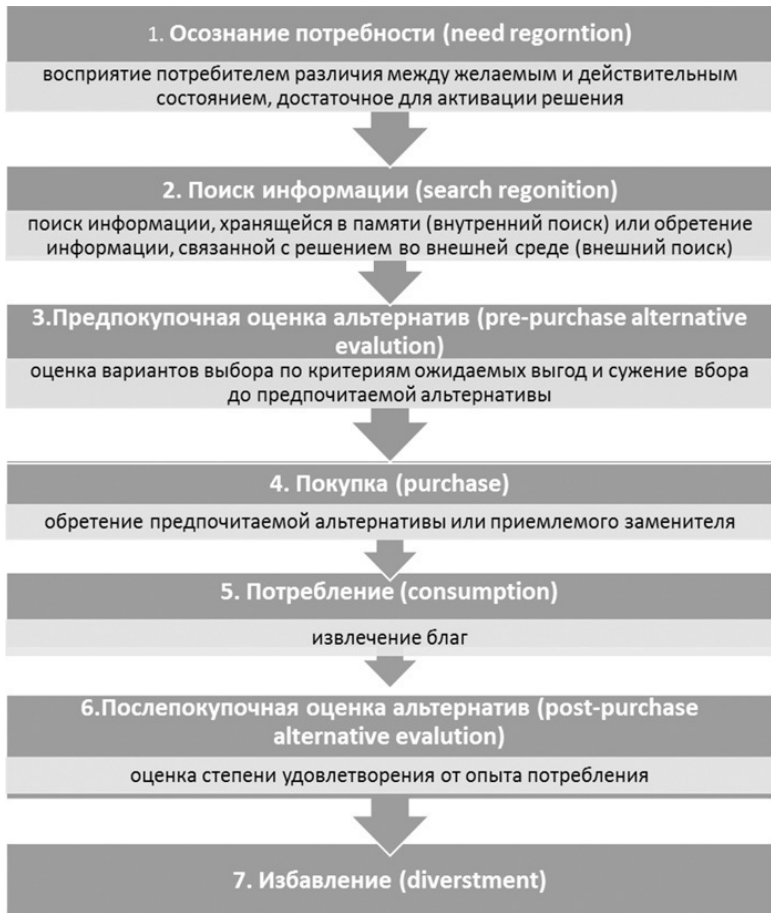 1. Осознание потребности (need regorntion)
восприятие потребителем различия между желаемым и действительным
состоянием, достаточное для активации решения
2. Поиск информации (search regonition)
поиск информации, хранящейся в памяти (внутренний поиск) или обретение
информации, связанной с решением во внешней среде (внешний поиск)
3.Предпокупочная оценка альтернатив (pre-purchase alternative
evalution)
оценка вариантов выбора по критериям ожидаемых выгод и сужение вбора
до предпочитаемой альтернативы
4. Покупка (purchase)
обретение предпочитаемой альтернативы или приемлемого заменителя
5. Потребление (consumption)
извлечение благ
6.Послепокупочная оценка альтернатив (post-purchase
alternative evalution)
оценка степени удовлетворения от опыта потребления
7. Избавление (diverstment)